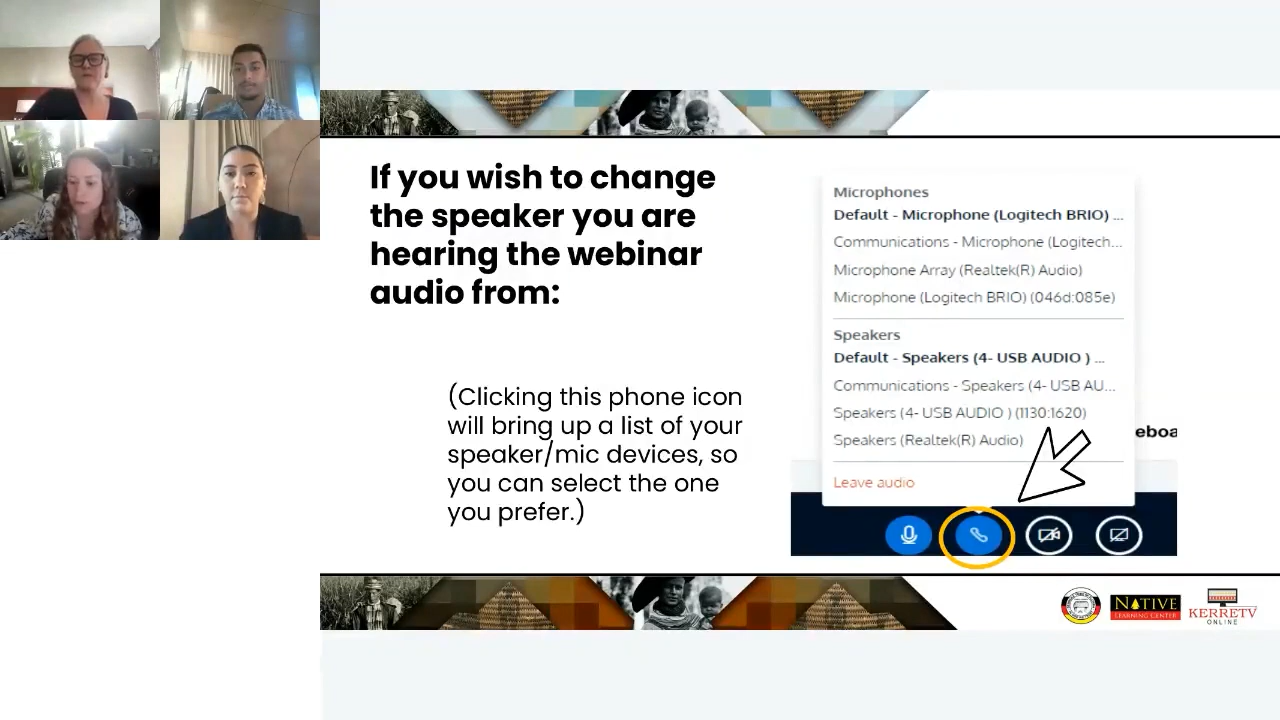 If you wish to change
the speaker you are
hearing the webinar
audio from:
(Clicking this phone icon
will bring up a list of your
speaker/mic devices, so
you can select the one
you prefer.)
Microphones
Default - Microphone (Logitech BRIO) ...
Communications - Microphone (Logitech...
Microphone Array (Realtek(R) Audio)
Microphone (Logitech BRIO) (046d:085e)
Speakers
Default - Speakers (4- USB AUDIO ) ...
Communications - Speakers (4- USB AU...
Speakers (4- USB AUDIO ) (1130:1620)
Speakers (Realtek(R) Audio)
Leave audio
eboa
NATIVE
LEARNING CENTER
KERRETV
ONLINE